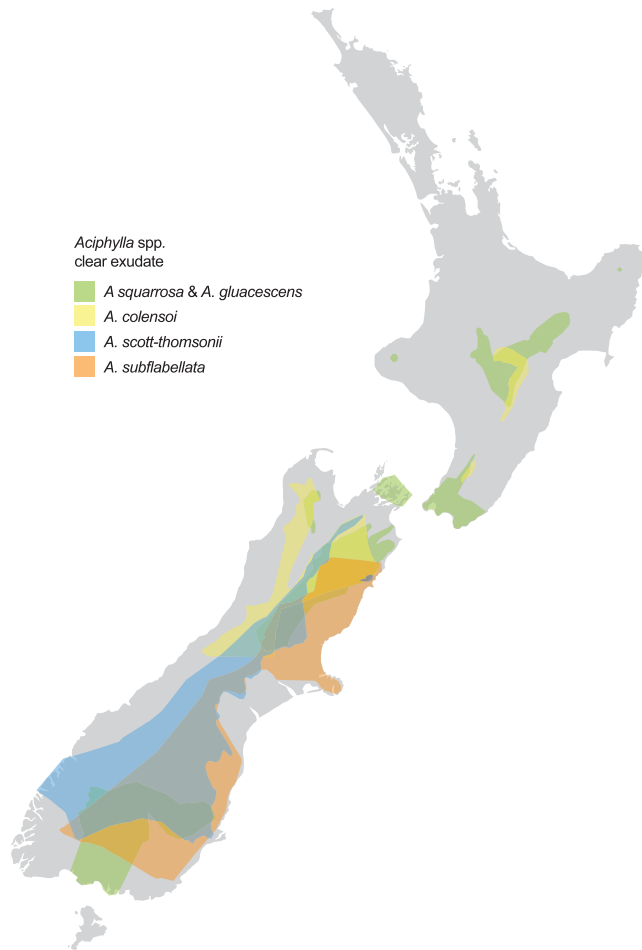 Aciphylla spp.
clear exudate
A squarrosa & A. gluacescens
A. colensoi
A. scott-thomsonii
A. subflabellata